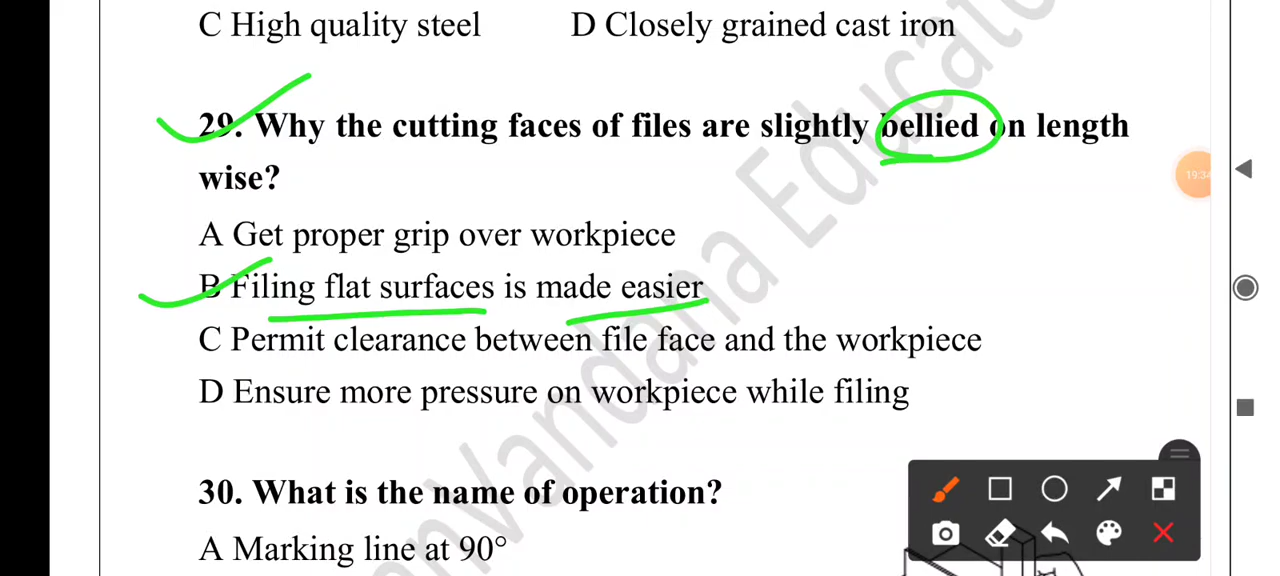 C High quality steel D Closely grained cast iron
29. Why the cutting faces of files are slightly bellied on length
wise?
19:34
A Get proper grip over workpiece
B Filing flat surfaces is made easier
C Permit clearance between file face and the workpiece
D Ensure more pressure on workpiece while filing
30. What is the name of operation?
A Marking line at 90°